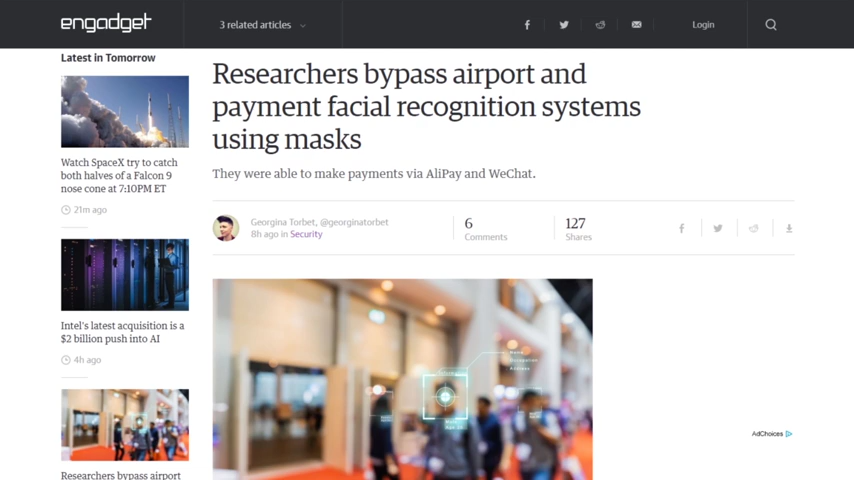 engadget
3 related articles
Login
Latest in Tomorrow
Watch SpaceX try to catch
both halves of a Falcon 9
nose cone at 7:10PM ET
21m ago
Intel's latest acquisition is a
$2 billion push into AI
4h ago
Researchers bypass airport
Researchers bypass airport and
payment facial recognition systems
using masks
They were able to make payments via AliPay and WeChat.
Georgina Torbet, @georginatorbet
8h ago in Security
6
Comments
127
Shares
Name
Occupation
Address
AdChoices